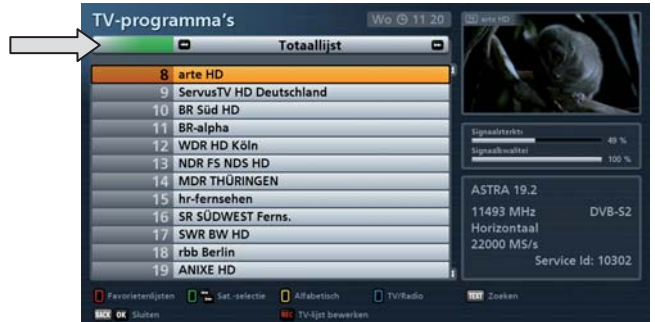 TV-programma's
Wo 11 20
arte HD
Totaallijst
8 arte HD
9 ServusTV HD Deutschland
10 BR Süd HD
11 BR-alpha
12 WDR HD Köln
13 NDR FS NDS HD
14 MDR THÜRINGEN
15 hr-fernsehen
16 SR SÜDWEST Ferns.
17 SWR BW HD
18 rbb Berlin
19 ANIXE HD
Signaalsterkte
49 %
Signaalkwaliteit
100 %
ASTRA 19.2
11493 MHz DVB-S2
Horizontaal
22000 MS/s
Service Id: 10302
Favorietenlijsten Sat.-selectie Alfabetisch TV/Radio TEXT Zoeken
BACK OK Sluiten REC TV-lijst bewerken